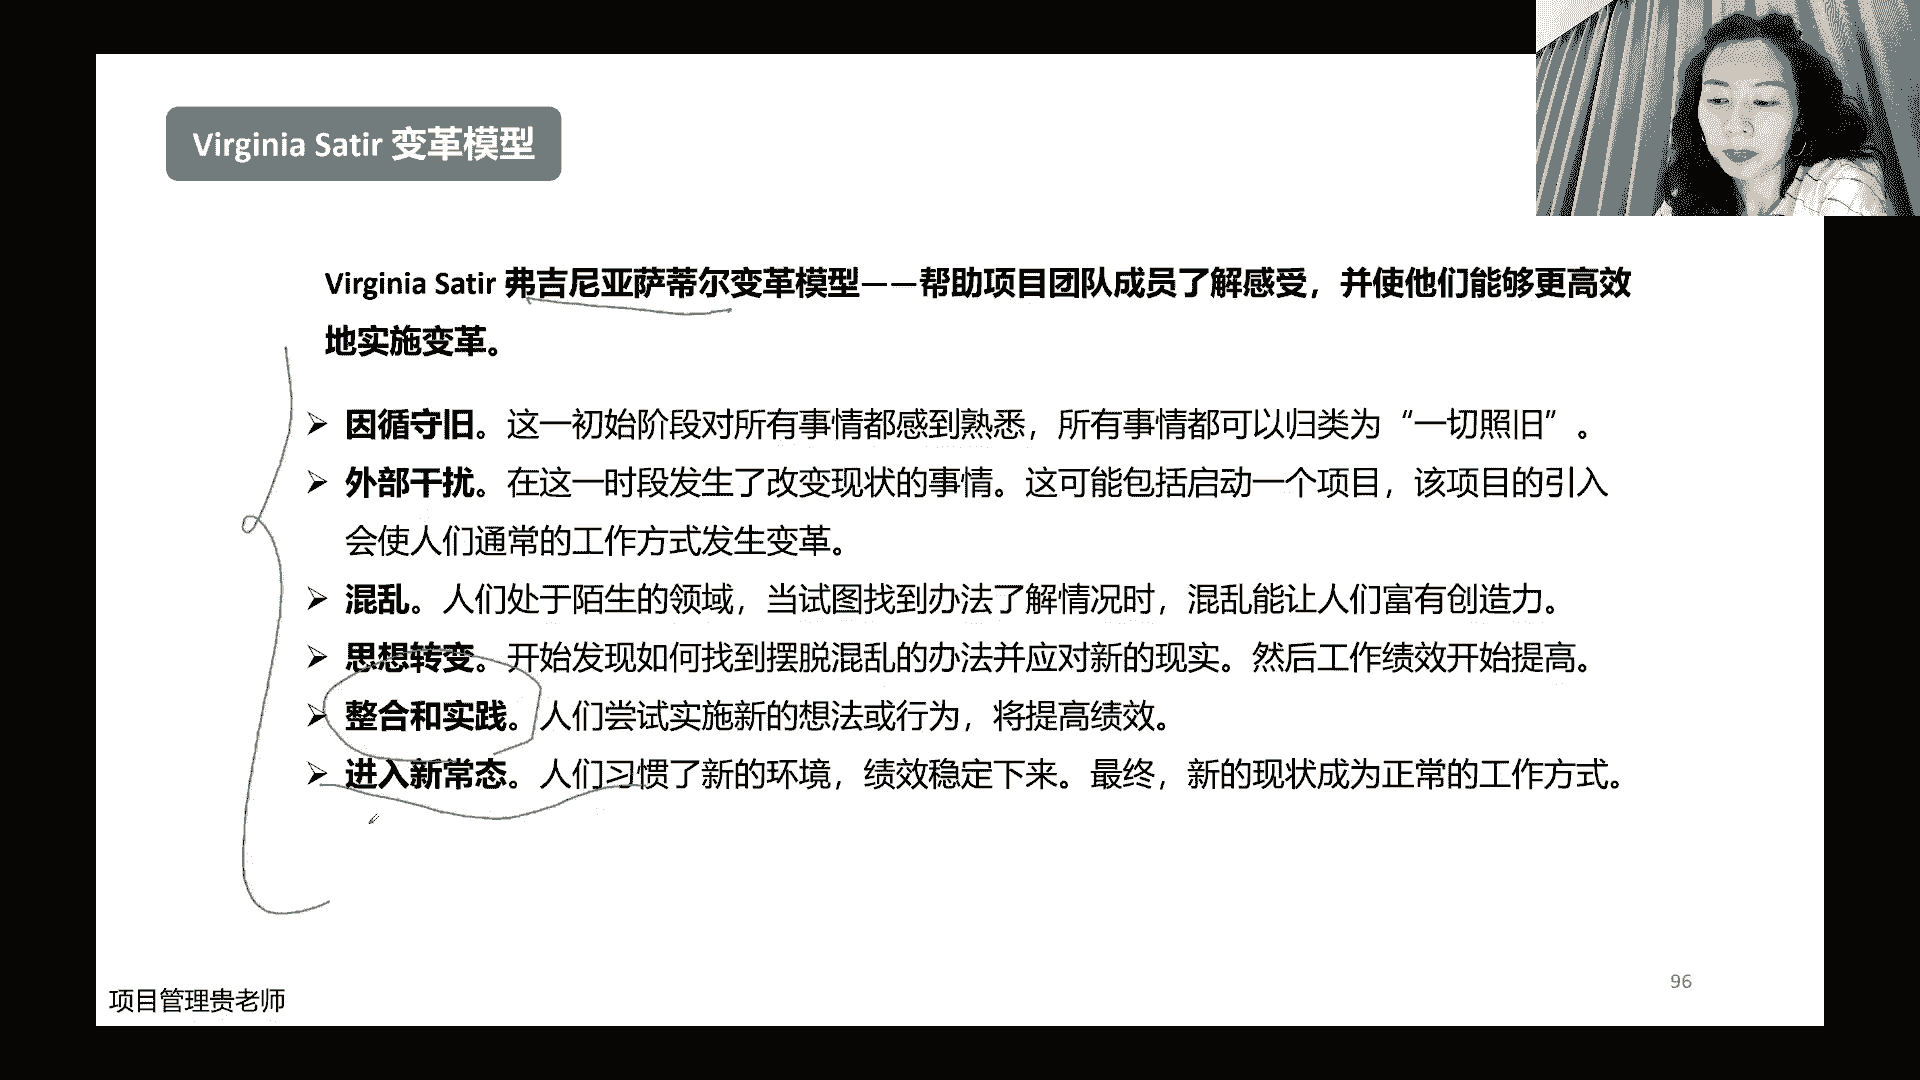 Virginia Satir 变革模型
Virginia Satir 弗吉尼亚萨蒂尔变革模型——帮助项目团队成员了解感受，并使他们能够更高效
地实施变革。
➢ 因循守旧。这一初始阶段对所有事情都感到熟悉，所有事情都可以归类为“一切照旧”。
➢ 外部干扰。在这一时段发生了改变现状的事情。这可能包括启动一个项目，该项目的引入
会使人们通常的工作方式发生变革。
➢ 混乱。人们处于陌生的领域，当试图找到办法了解情况时，混乱能让人们富有创造力。
➢ 思想转变。开始发现如何找到摆脱混乱的办法并应对新的现实。然后工作绩效开始提高。
➢ 整合和实践。人们尝试实施新的想法或行为，将提高绩效。
➢ 进入新常态。人们习惯了新的环境，绩效稳定下来。最终，新的现状成为正常的工作方式。
96
项目管理贵老师